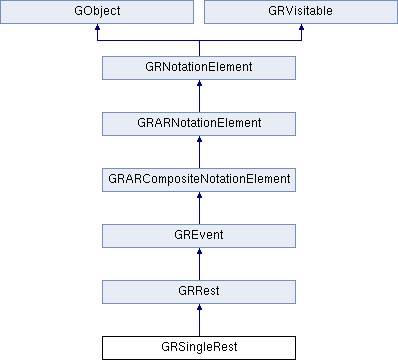 GObject
GRVisitable
GRNotationElement
GRARNotationElement
GRARCompositeNotationElement
GREvent
GRRest
GRSingleRest